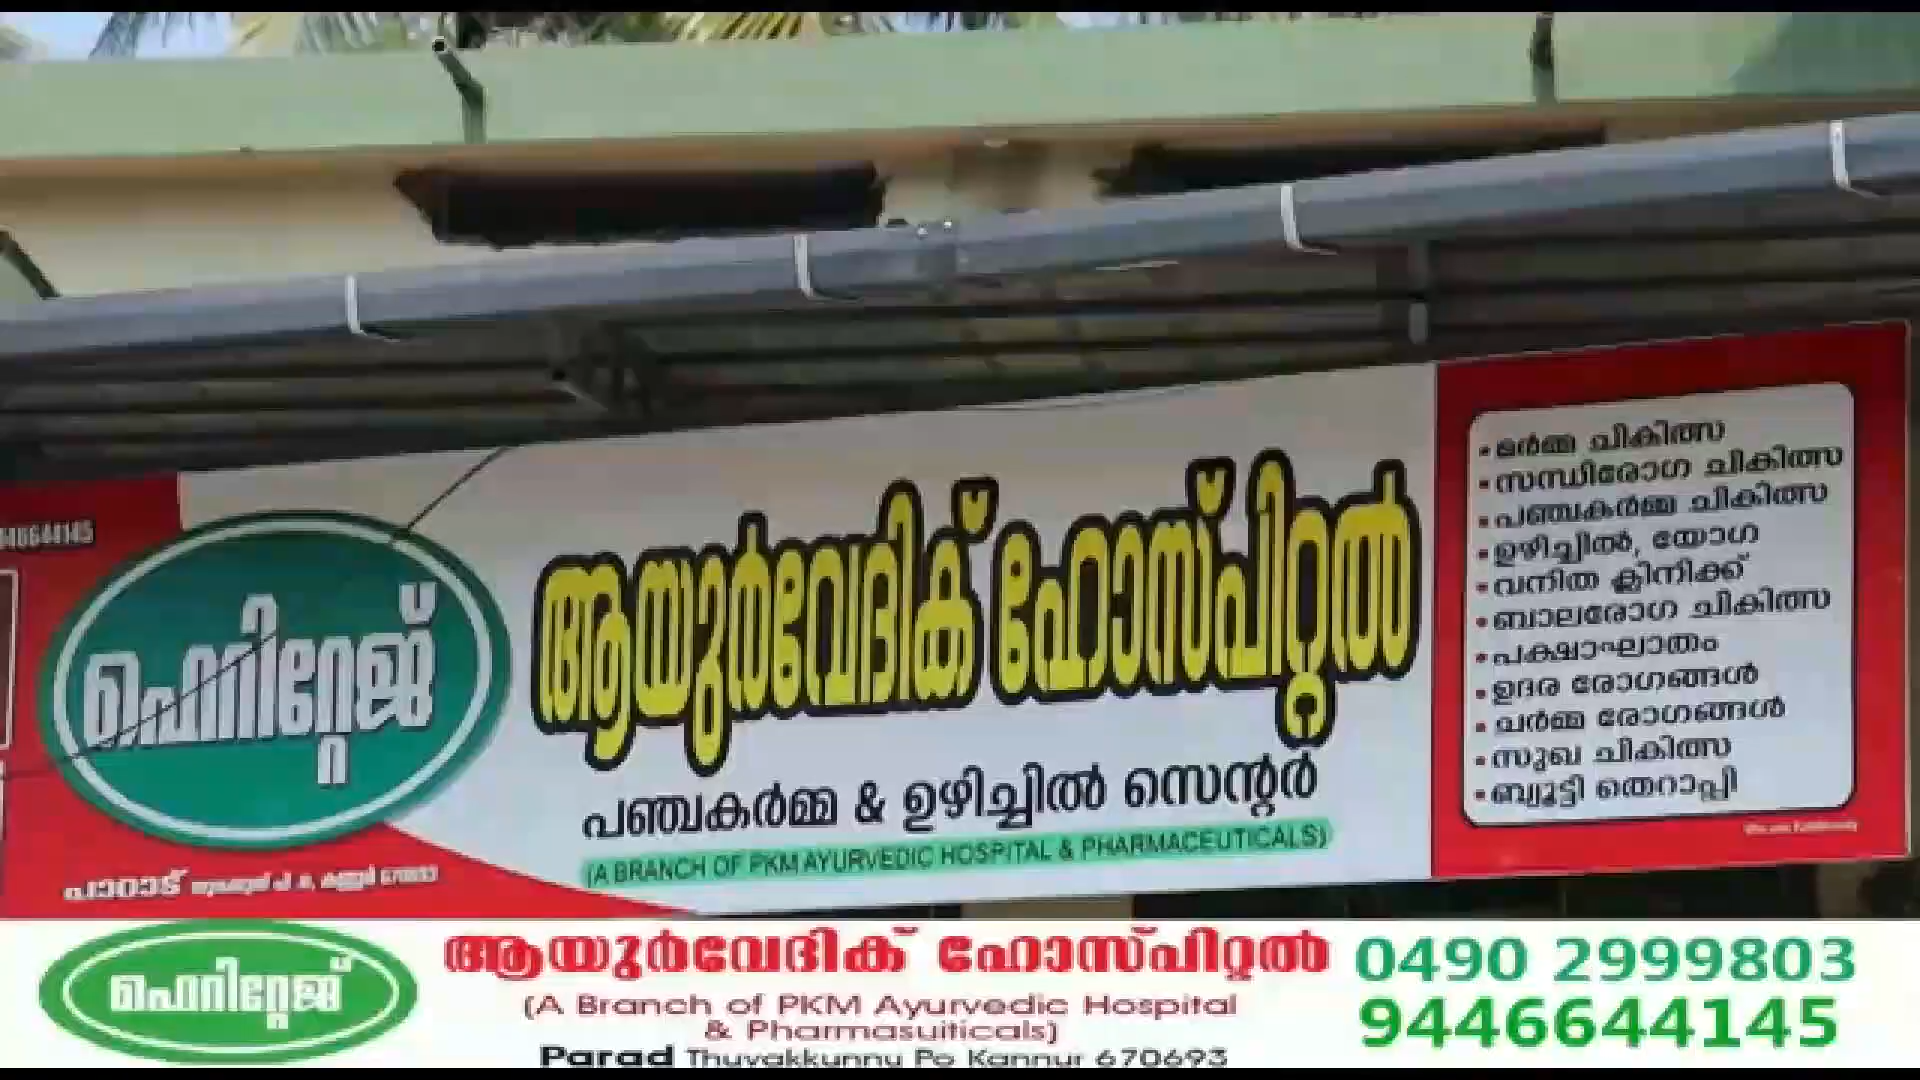 446644145
ഹെറിറ്റേജ്
ആയുർവേദിക് ഹോസ്പിറ്റൽ
പഞ്ചകർമ്മ & ഉഴിച്ചിൽ സെന്റർ
(A BRANCH OF PKM AYURVEDIC HOSPITAL & PHARMACEUTICALS)
പാറാട്
• മർമ്മ ചികിത്സ
• സന്ധിരോഗ ചികിത്സ
• പഞ്ചകർമ്മ ചികിത്സ
• ഉഴിച്ചിൽ, യോഗ
• വനിത ക്ലിനിക്ക്
• ബാലരോഗ ചികിത്സ
• പക്ഷാഘാതം
• ഉദര രോഗങ്ങൾ
• ചർമ്മ രോഗങ്ങൾ
• സുഖ ചികിത്സ
• ബ്യൂട്ടി തെറാപ്പി
ഹെറിറ്റേജ്
ആയുർവേദിക് ഹോസ്പിറ്റൽ
(A Branch of PKM Ayurvedic Hospital
& Pharmasuiticals)
Parad Thuvakkunnu Po Kannur 670693
0490 2999803
9446644145